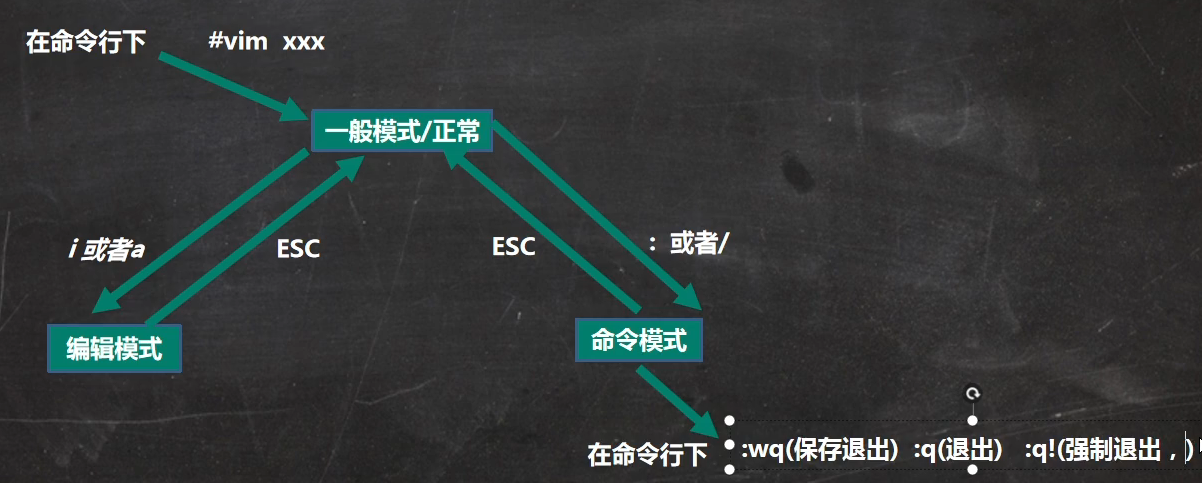 在命令行下 #vim xxx
一般模式/正常
i 或者a
ESC
ESC
: 或者/
编辑模式
命令模式
在命令行下
:wq(保存退出) :q(退出) :q!(强制退出，)